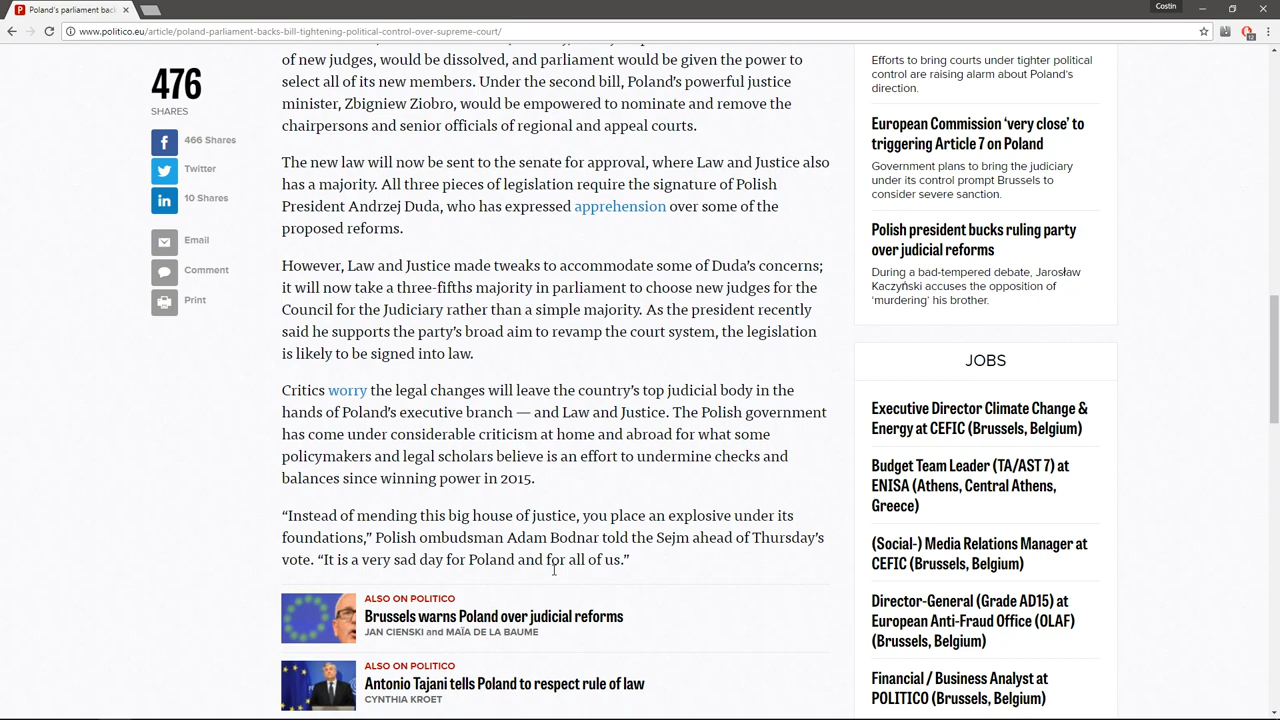 Poland's parliament back
Costin
www.politico.eu/article/poland-parliament-backs-bill-tightening-political-control-over-supreme-court/
476
SHARES
466 Shares
Twitter
10 Shares
Email
Comment
Print
of new judges, would be dissolved, and parliament would be given the power to
select all of its new members. Under the second bill, Poland's powerful justice
minister, Zbigniew Ziobro, would be empowered to nominate and remove the
chairpersons and senior officials of regional and appeal courts.
The new law will now be sent to the senate for approval, where Law and Justice also
has a majority. All three pieces of legislation require the signature of Polish
President Andrzej Duda, who has expressed apprehension over some of the
proposed reforms.
However, Law and Justice made tweaks to accommodate some of Duda's concerns;
it will now take a three-fifths majority in parliament to choose new judges for the
Council for the Judiciary rather than a simple majority. As the president recently
said he supports the party's broad aim to revamp the court system, the legislation
is likely to be signed into law.
Critics worry the legal changes will leave the country's top judicial body in the
hands of Poland's executive branch — and Law and Justice. The Polish government
has come under considerable criticism at home and abroad for what some
policymakers and legal scholars believe is an effort to undermine checks and
balances since winning power in 2015.
“Instead of mending this big house of justice, you place an explosive under its
foundations,” Polish ombudsman Adam Bodnar told the Sejm ahead of Thursday's
vote. “It is a very sad day for Poland and for all of us.”
ALSO ON POLITICO
Brussels warns Poland over judicial reforms
JAN CIENSKI and MAÏA DE LA BAUME
ALSO ON POLITICO
Antonio Tajani tells Poland to respect rule of law
CYNTHIA KROET
Efforts to bring courts under tighter political
control are raising alarm about Poland's
direction.
European Commission ‘very close’ to
triggering Article 7 on Poland
Government plans to bring the judiciary
under its control prompt Brussels to
consider severe sanction.
Polish president bucks ruling party
over judicial reforms
During a bad-tempered debate, Jarosław
Kaczyński accuses the opposition of
‘murdering’ his brother.
JOBS
Executive Director Climate Change &
Energy at CEFIC (Brussels, Belgium)
Budget Team Leader (TA/AST 7) at
ENISA (Athens, Central Athens,
Greece)
(Social-) Media Relations Manager at
CEFIC (Brussels, Belgium)
Director-General (Grade AD15) at
European Anti-Fraud Office (OLAF)
(Brussels, Belgium)
Financial / Business Analyst at
POLITICO (Brussels, Belgium)